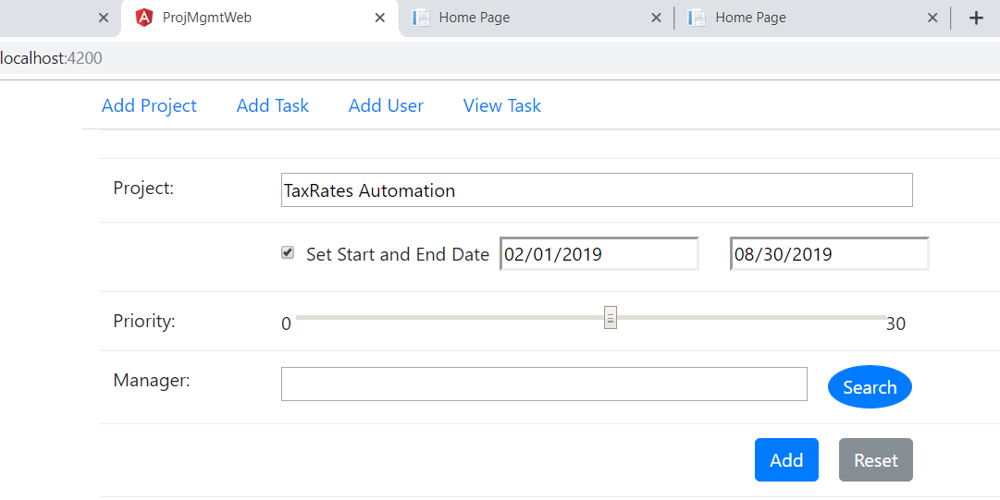 ProjMgmtWeb Home Page Home Page
localhost:4200
Add Project Add Task Add User View Task
Project: TaxRates Automation
Set Start and End Date 02/01/2019 08/30/2019
Priority: 0 30
Manager: Search
Add Reset